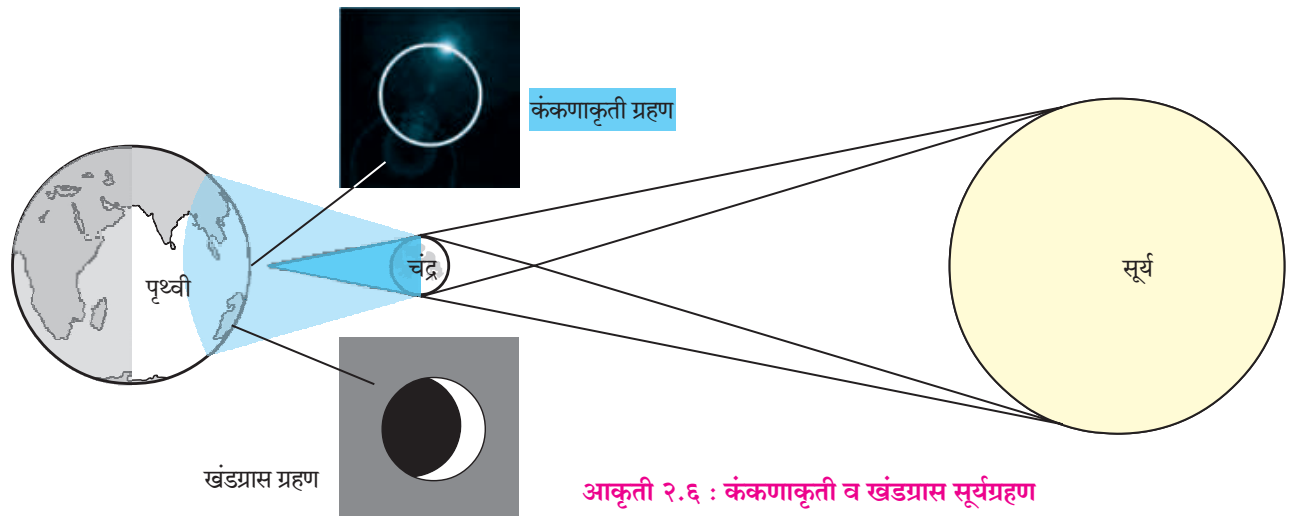 कंकणाकृती ग्रहण
पृथ्वी
चंद्र
सूर्य
खंडग्रास ग्रहण
आकृती २.६ : कंकणाकृती व खंडग्रास सूर्यग्रहण